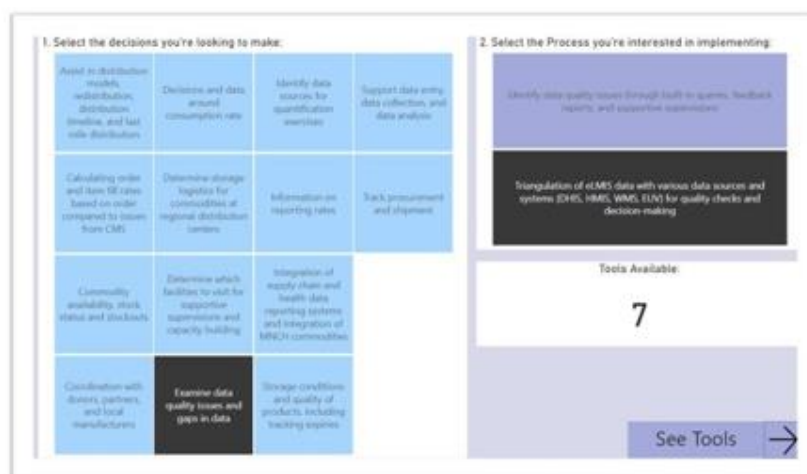 1. Select the decisions you're looking to make:
Assist in distribution
models,
redistribution,
distribution
timeline, and last
mile distribution
Decisions and data
around
consumption rate
Identify data
sources for
quantification
exercises
Support data entry,
data collection, and
data analysis
Calculating order
and item fill rates
based on order
compared to issues
from CMS
Determine storage
logistics for
commodities at
regional distribution
centers
Information on
reporting rates
Track procurement
and shipment
Commodity
availability, stock
status and stockouts
Determine which
facilities to visit for
supportive
supervision and
capacity building
Integration of
supply chain and
health data
reporting systems
and integration of
MNCH commodities
Coordination with
donors, partners,
and local
manufacturers
Examine data
quality issues and
gaps in data
Storage conditions
and quality of
products, including
tracking expiries
2. Select the Process you're interested in implementing:
Identify data quality issues through built in queries, feedback
reports, and supportive supervisions
Triangulation of eLMIS data with various data sources and
systems (DHIS, HMIS, WMS, EUV) for quality checks and
decision-making
Tools Available:
7
See Tools